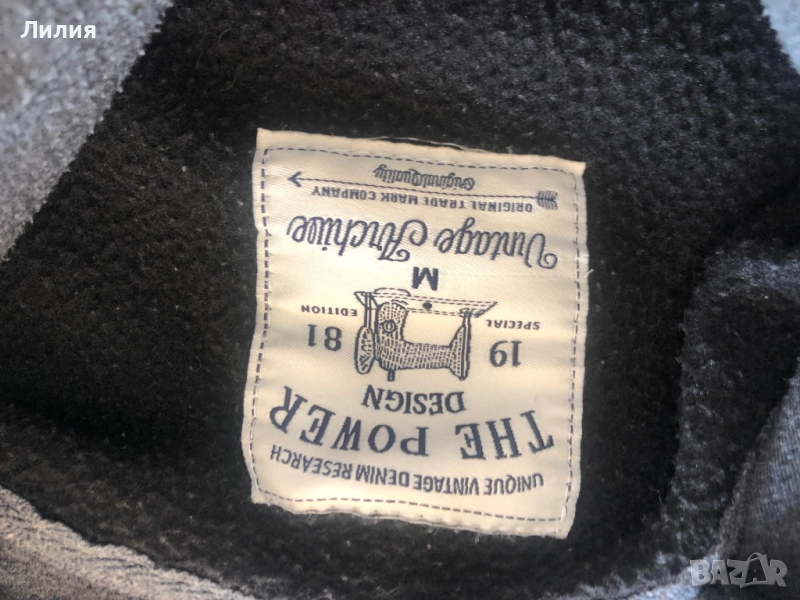 Лилия
UNIQUE VINTAGE DENIM RESEARCH
THE POWER
DESIGN
19 81
SPECIAL EDITION
M
Vintage Archive
ORIGINAL TRADE MARK COMPANY
Original Quality
BAZAR